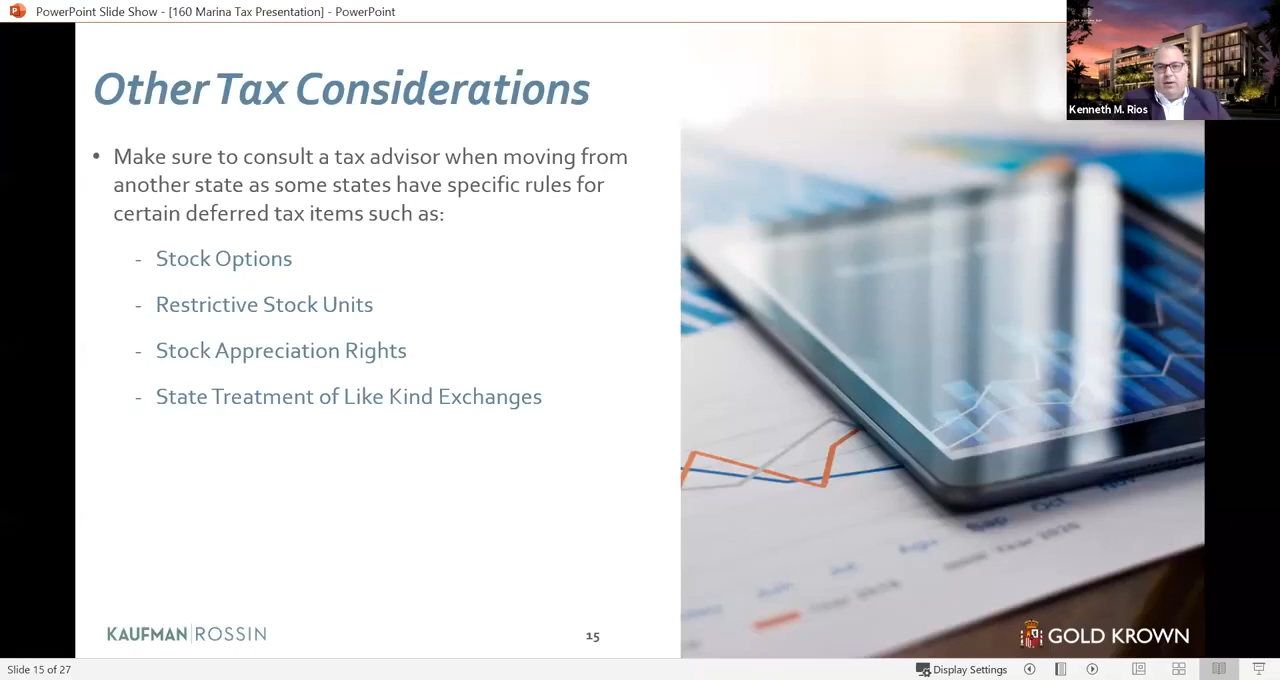 PowerPoint Slide Show - [160 Marina Tax Presentation] - PowerPoint
Kenneth M. Rios
Other Tax Considerations
• Make sure to consult a tax advisor when moving from
another state as some states have specific rules for
certain deferred tax items such as:
- Stock Options
- Restrictive Stock Units
- Stock Appreciation Rights
- State Treatment of Like Kind Exchanges
Sep Oct
KAUFMAN|ROSSIN
15
GOLD KROWN
Slide 15 of 27
Display Settings